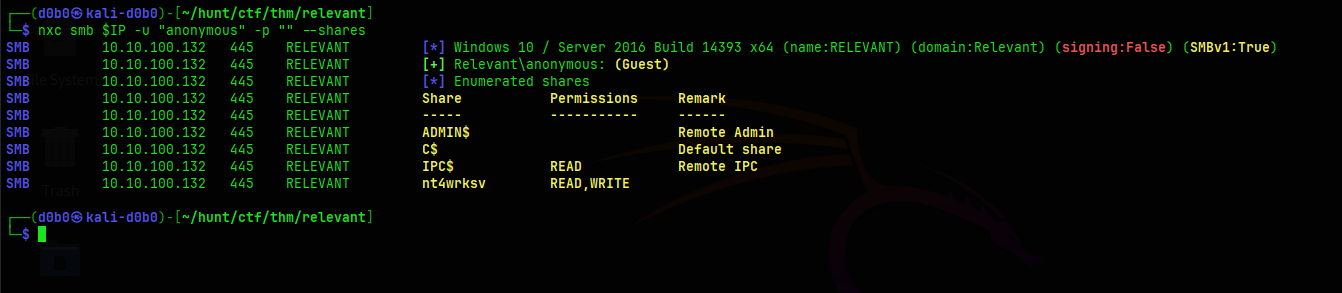 ┌──(d0b0㉿kali-d0b0)-[~/hunt/ctf/thm/relevant]
└─$ nxc smb $IP -u "anonymous" -p "" --shares
SMB         10.10.100.132   445    RELEVANT         [*] Windows 10 / Server 2016 Build 14393 x64 (name:RELEVANT) (domain:Relevant) (signing:False) (SMBv1:True)
SMB         10.10.100.132   445    RELEVANT         [+] Relevant\anonymous: (Guest)
SMB         10.10.100.132   445    RELEVANT         [*] Enumerated shares
SMB         10.10.100.132   445    RELEVANT         Share           Permissions     Remark
SMB         10.10.100.132   445    RELEVANT         -----           -----------     ------
SMB         10.10.100.132   445    RELEVANT         ADMIN$                          Remote Admin
SMB         10.10.100.132   445    RELEVANT         C$                              Default share
SMB         10.10.100.132   445    RELEVANT         IPC$            READ            Remote IPC
SMB         10.10.100.132   445    RELEVANT         nt4wrksv        READ,WRITE
Trash
┌──(d0b0㉿kali-d0b0)-[~/hunt/ctf/thm/relevant]
└─$